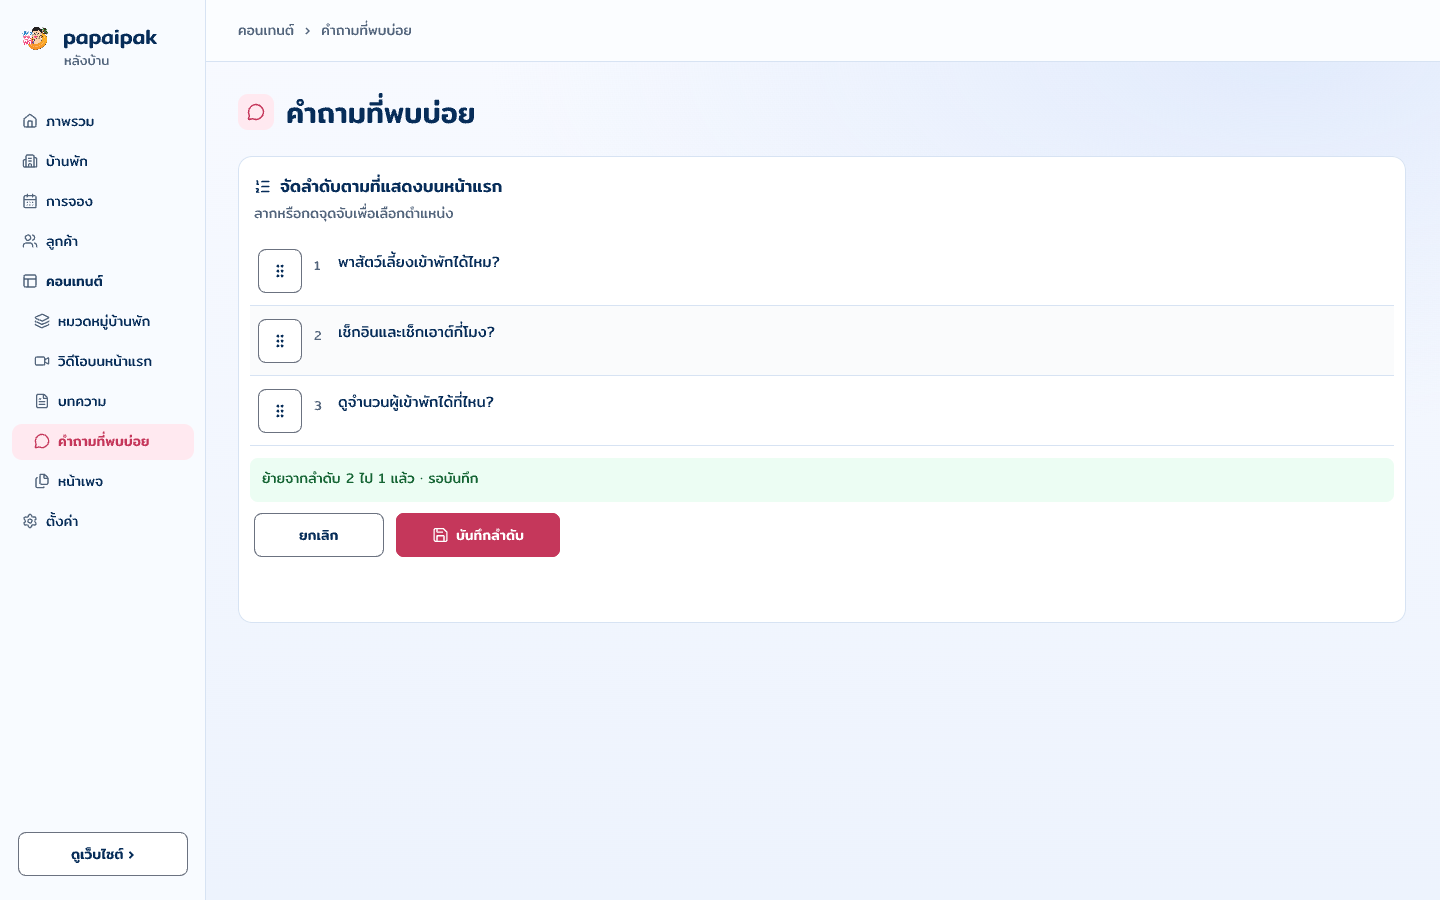 papaipak
หลังบ้าน
ภาพรวม
บ้านพัก
การจอง
ลูกค้า
คอนเทนต์
หมวดหมู่บ้านพัก
วิดีโอบนหน้าแรก
บทความ
คำถามที่พบบ่อย
หน้าเพจ
ตั้งค่า
ดูเว็บไซต์ ›
คอนเทนต์ › คำถามที่พบบ่อย
คำถามที่พบบ่อย
จัดลำดับตามที่แสดงบนหน้าแรก
ลากหรือกดจุดจับเพื่อเลือกตำแหน่ง
1 พาสัตว์เลี้ยงเข้าพักได้ไหม?
2 เช็กอินและเช็กเอาต์กี่โมง?
3 ดูจำนวนผู้เข้าพักได้ที่ไหน?
ย้ายจากลำดับ 2 ไป 1 แล้ว · รอบันทึก
ยกเลิก บันทึกลำดับ